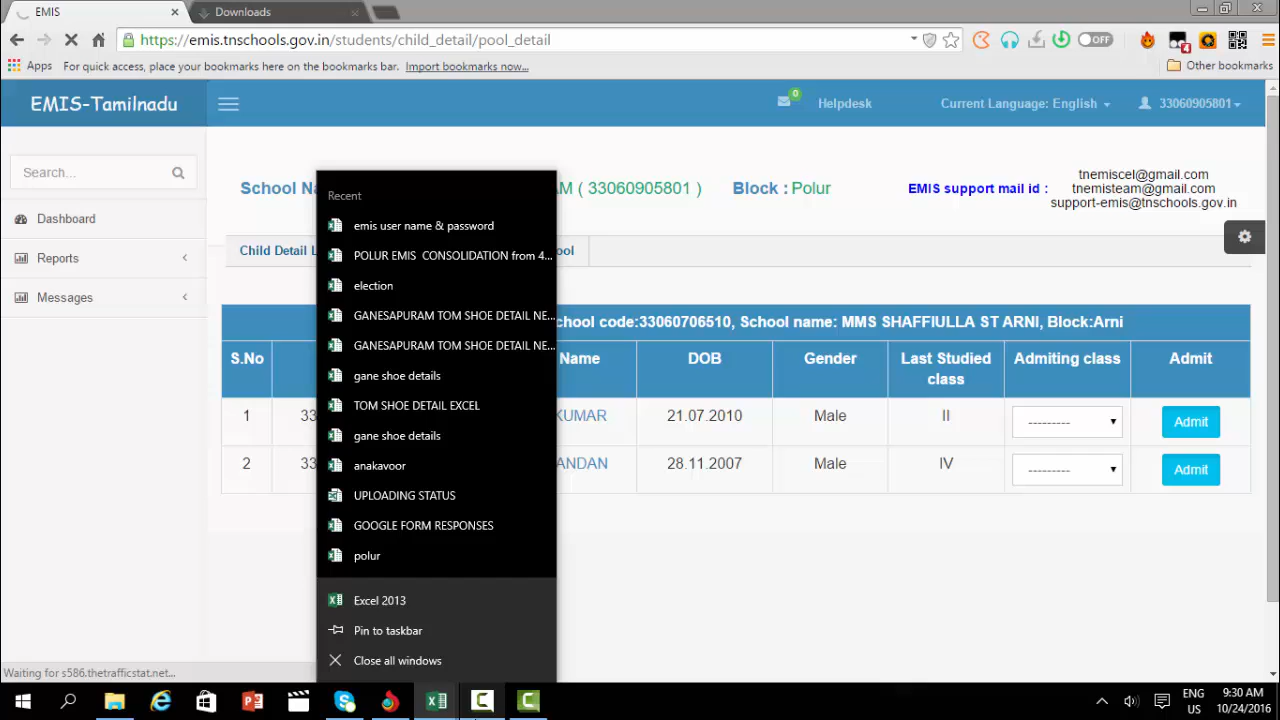 EMIS
Downloads
https://emis.tnschools.gov.in/students/child_detail/pool_detail
OFF
4
Apps For quick access, place your bookmarks here on the bookmarks bar. Import bookmarks now... Other bookmarks
EMIS-Tamilnadu
0
Helpdesk
Current Language: English
33060905801
Search...
Dashboard
Reports
Messages
School Na
M ( 33060905801 )
Block : Polur
EMIS support mail id :
tnemiscel@gmail.com
tnemisteam@gmail.com
support-emis@tnschools.gov.in
Child Detail L
ool
chool code:33060706510, School name: MMS SHAFFIULLA ST ARNI, Block:Arni
S.No Name DOB Gender Last Studied class Admiting class Admit
1 33 KUMAR 21.07.2010 Male II --------- Admit
2 33 ANDAN 28.11.2007 Male IV --------- Admit
Recent
emis user name & password
POLUR EMIS CONSOLIDATION from 4...
election
GANESAPURAM TOM SHOE DETAIL NE...
GANESAPURAM TOM SHOE DETAIL NE...
gane shoe details
TOM SHOE DETAIL EXCEL
gane shoe details
anakavoor
UPLOADING STATUS
GOOGLE FORM RESPONSES
polur
Excel 2013
Pin to taskbar
Close all windows
Waiting for s586.thetrafficstat.net...
ENG
US
9:30 AM
10/24/2016